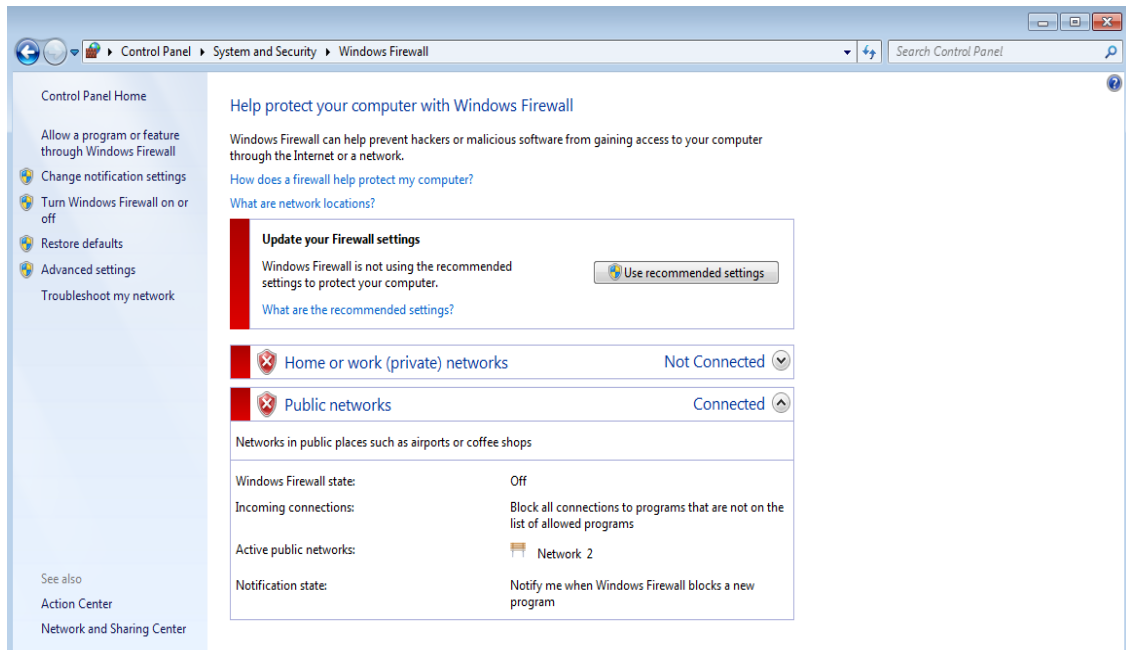 Control Panel ▸ System and Security ▸ Windows Firewall
Search Control Panel
Control Panel Home
Allow a program or feature
through Windows Firewall
Change notification settings
Turn Windows Firewall on or
off
Restore defaults
Advanced settings
Troubleshoot my network
See also
Action Center
Network and Sharing Center
Help protect your computer with Windows Firewall
Windows Firewall can help prevent hackers or malicious software from gaining access to your computer
through the Internet or a network.
How does a firewall help protect my computer?
What are network locations?
Update your Firewall settings
Windows Firewall is not using the recommended
settings to protect your computer.
Use recommended settings
What are the recommended settings?
Home or work (private) networks Not Connected
Public networks Connected
Networks in public places such as airports or coffee shops
Windows Firewall state: Off
Incoming connections: Block all connections to programs that are not on the
list of allowed programs
Active public networks: Network 2
Notification state: Notify me when Windows Firewall blocks a new
program